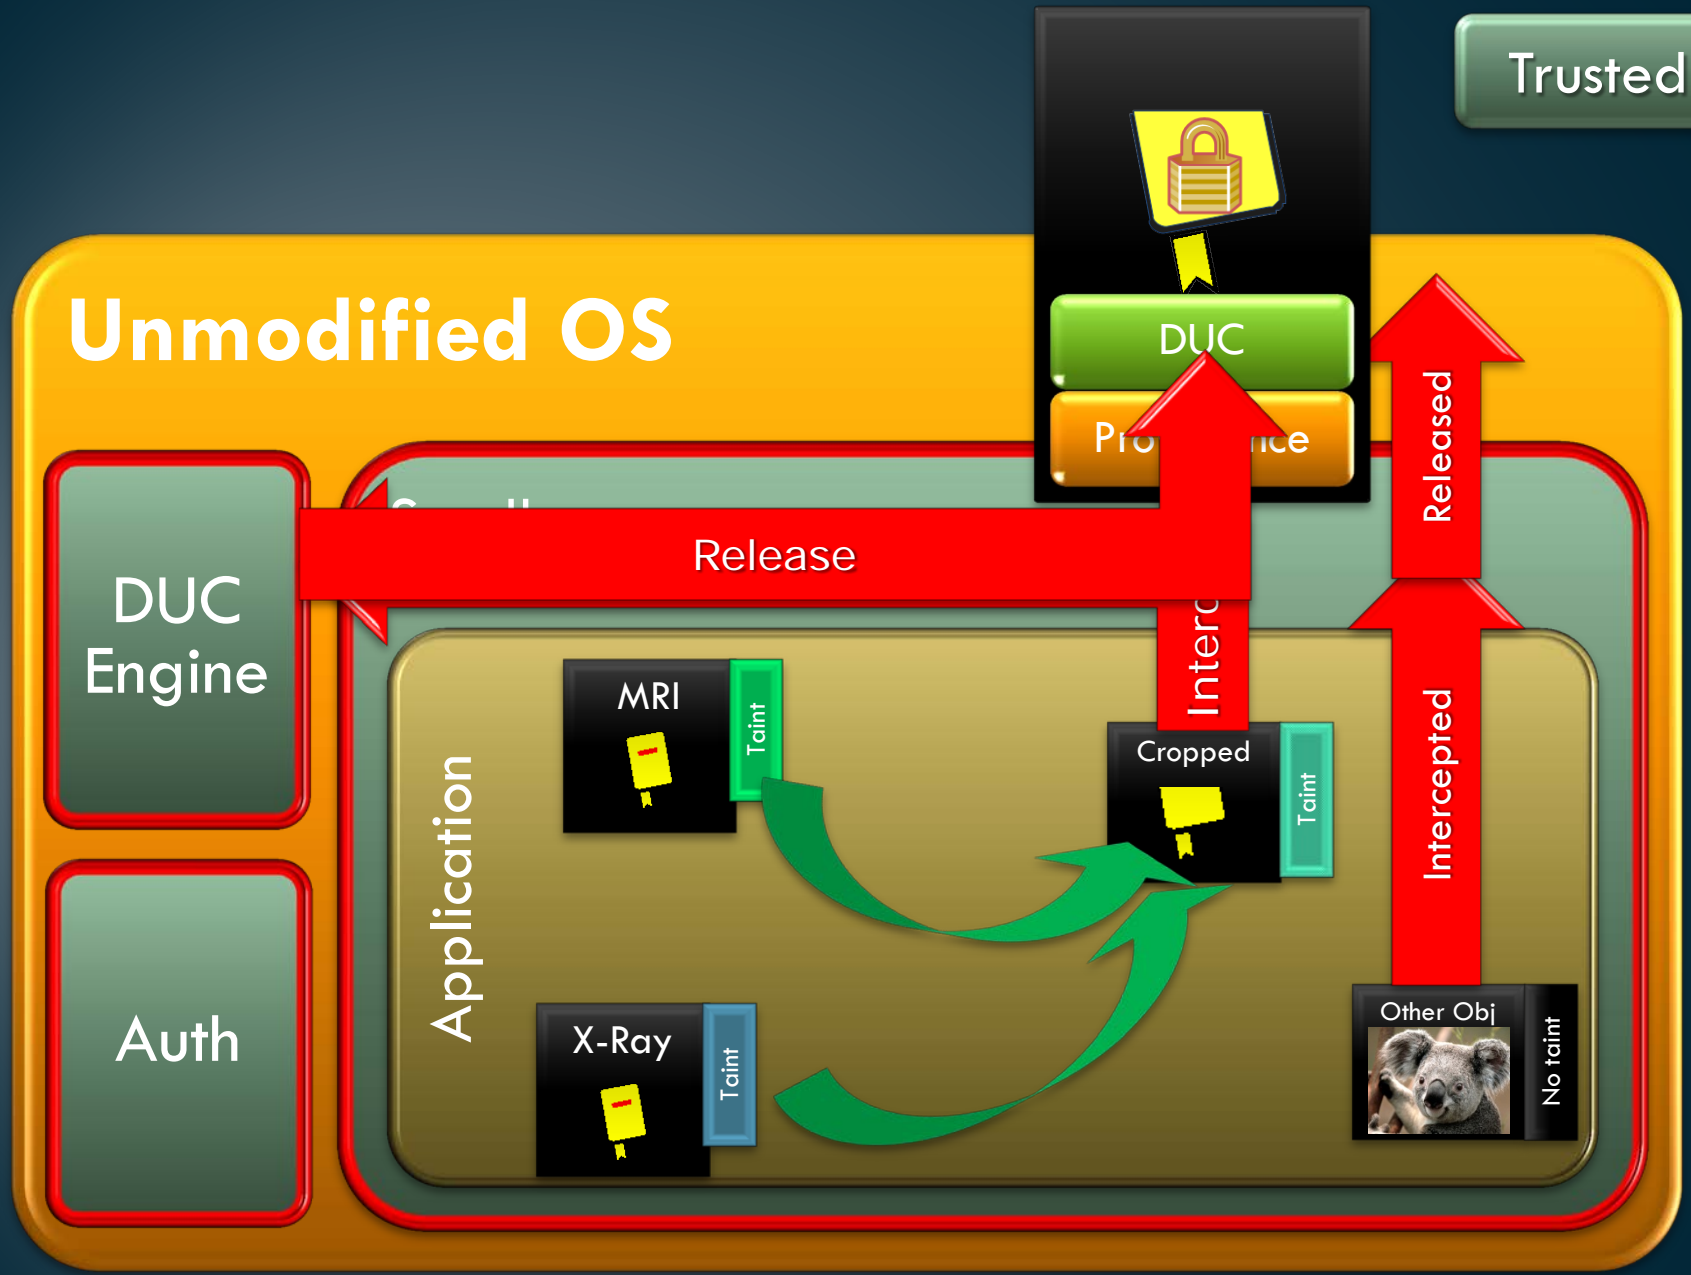 Trusted
Unmodified OS
DUC
Released
Release
DUC
Engine
MRI
Taint
Cropped
Taint
Intercepted
Application
X-Ray
Taint
Other Obj
No taint
Auth